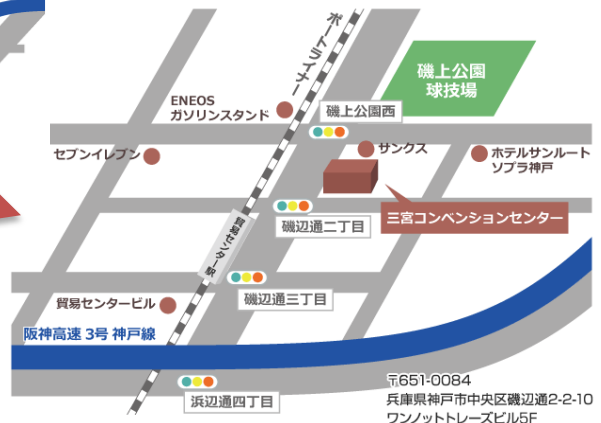 ポートライナー
磯上公園
球技場
ENEOS
ガソリンスタンド
磯上公園西
セブンイレブン
サンクス
ホテルサンルート
ソプラ神戸
三宮コンベンションセンター
磯辺通二丁目
貿易センター駅
磯辺通三丁目
貿易センタービル
阪神高速 3号 神戸線
浜辺通四丁目
〒651-0084
兵庫県神戸市中央区磯辺通2-2-10
ワンノットトレーズビル5F